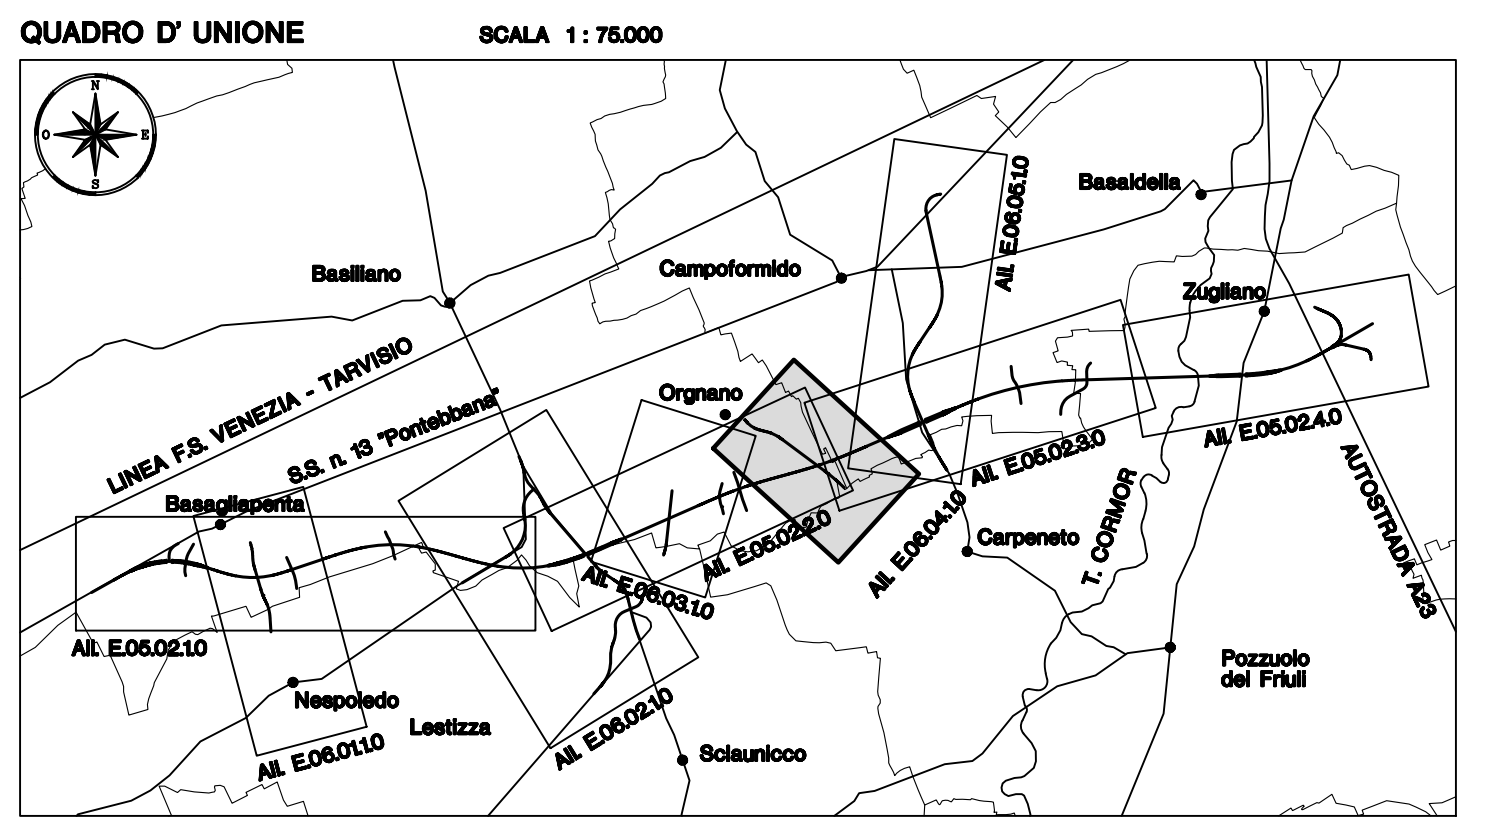 QUADRO D' UNIONE
SCALA 1 : 75.000
N
O
E
S
Basaldella
All. E.06.05.1.0
Basiliano
Campoformido
Zugliano
LINEA F.S. VENEZIA - TARVISIO
S.S. n. 13 "Pontebbana"
Orgnano
All. E.05.02.4.0
All. E.05.02.3.0
Basagliapenta
All. E.05.02.2.0
All. E.06.04.1.0
Carpeneto
T. CORMOR
AUTOSTRADA A23
All. E.06.03.1.0
All. E.05.02.1.0
Pozzuolo
del Friuli
Nespoledo
Lestizza
All. E.06.02.1.0
All. E.06.01.1.0
Sclaunicco